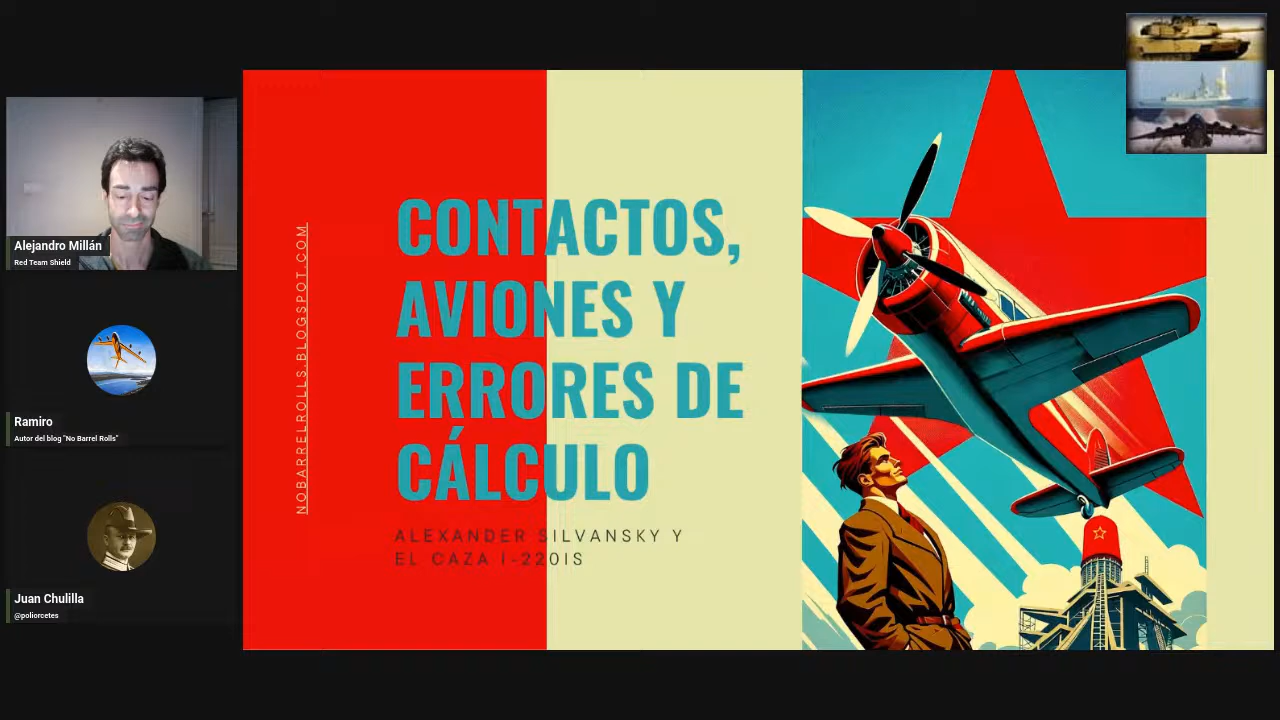 Alejandro Millán
Red Team Shield
Ramiro
Autor del blog "No Barrel Rolls"
Juan Chulilla
@poliorcetes
NOBARRELROLLS.BLOGSPOT.COM
CONTACTOS,
AVIONES Y
ERRORES DE
CÁLCULO
ALEXANDER SILVANSKY Y
EL CAZA I-220IS